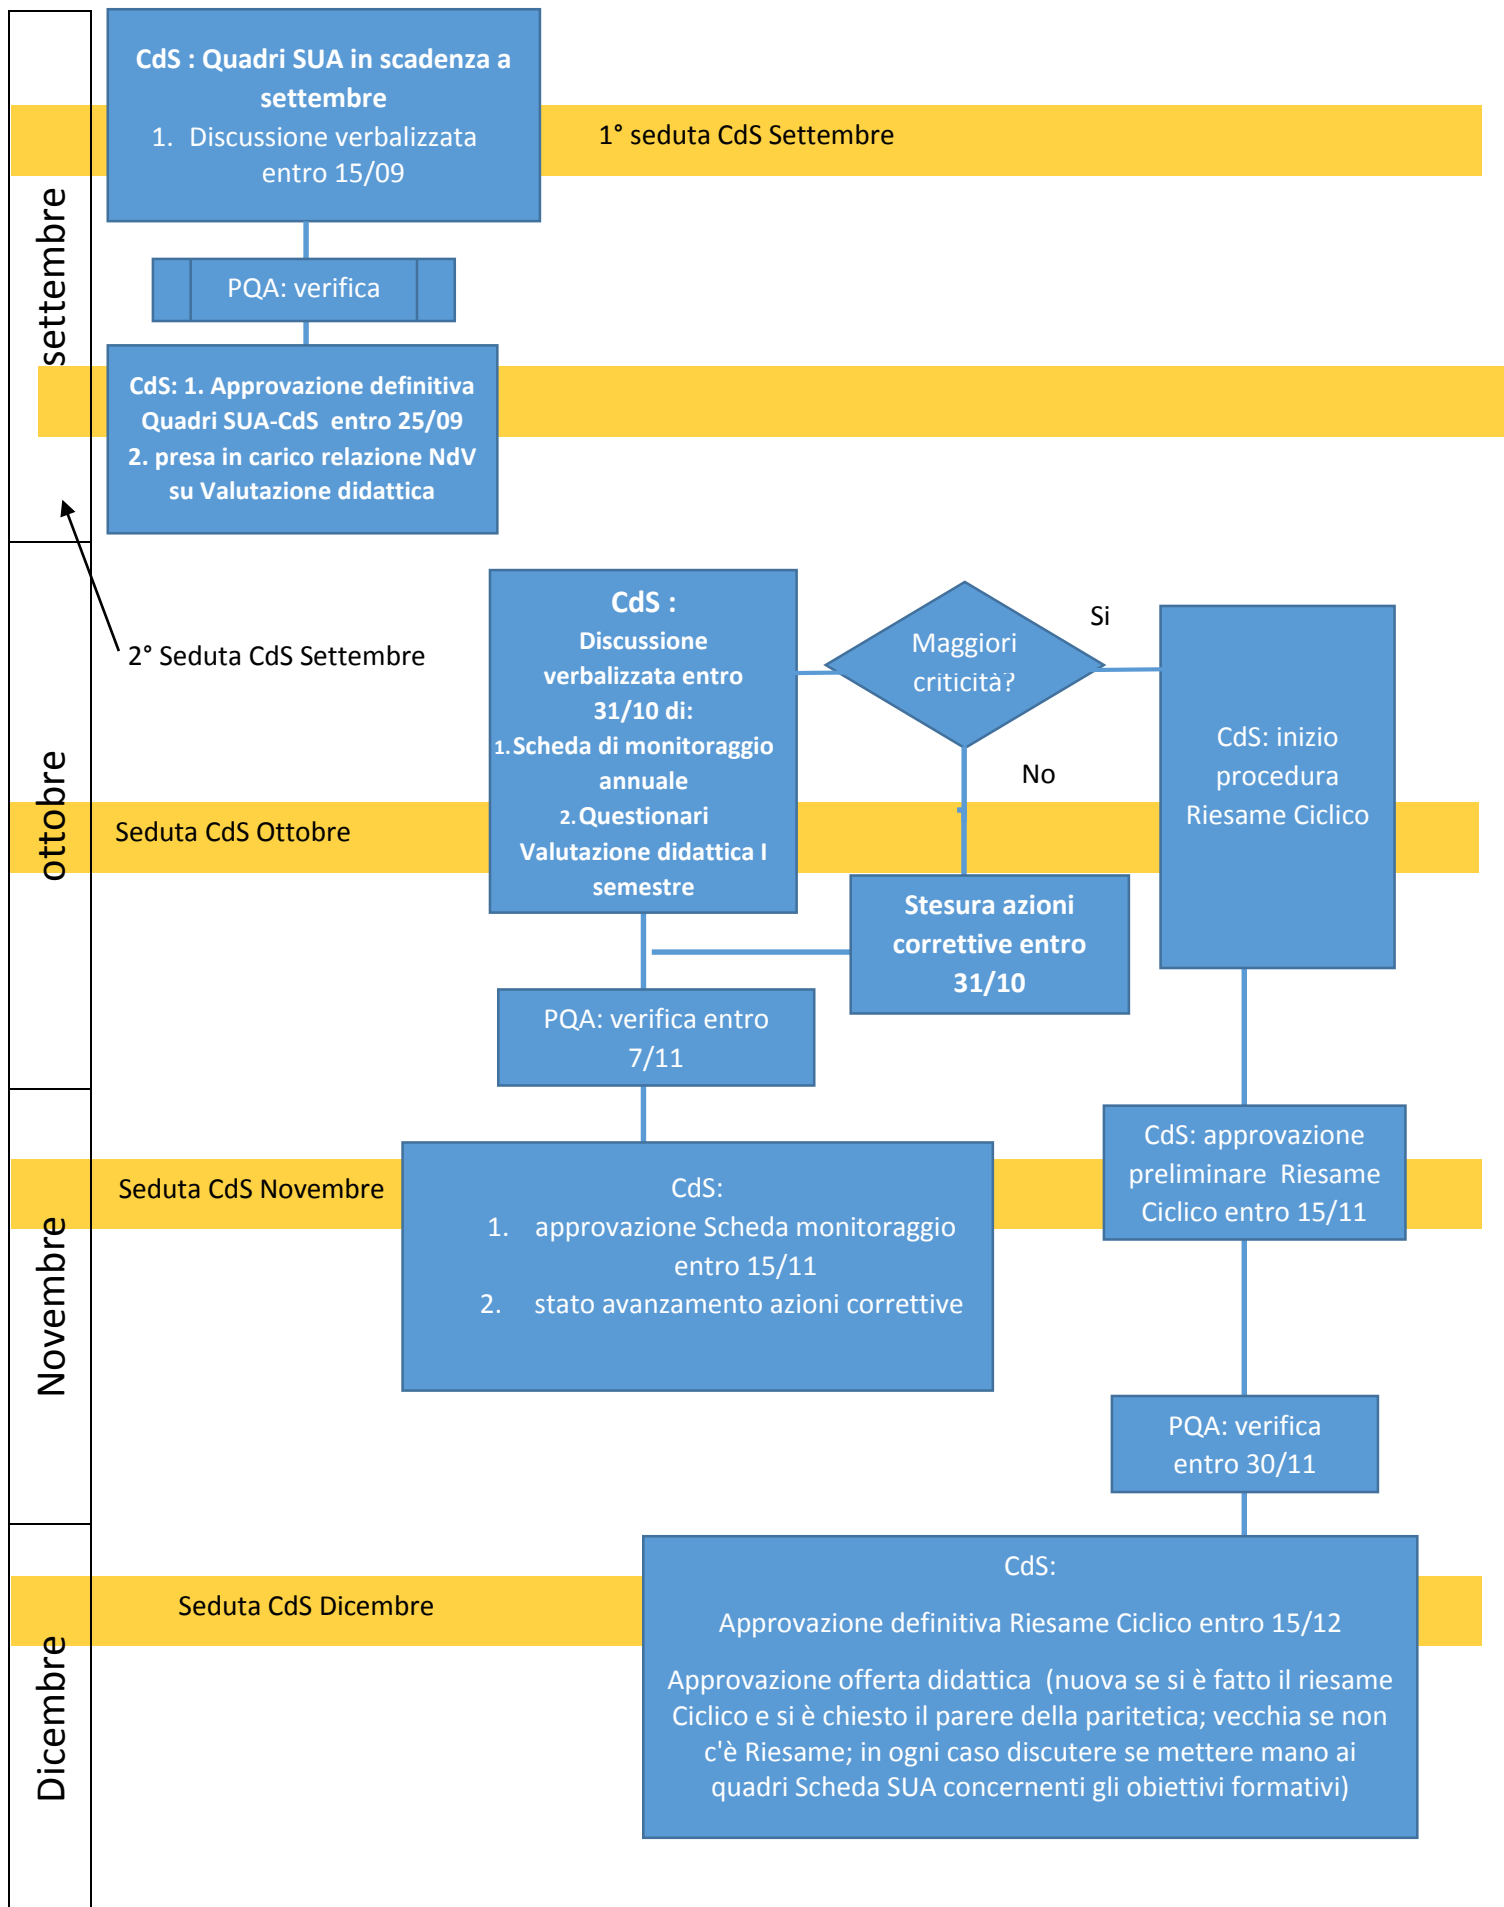 CdS : Quadri SUA in scadenza a
settembre
1. Discussione verbalizzata
entro 15/09
1° seduta CdS Settembre
settembre
PQA: verifica
CdS: 1. Approvazione definitiva
Quadri SUA-CdS entro 25/09
2. presa in carico relazione NdV
su Valutazione didattica
2° Seduta CdS Settembre
ottobre
CdS :
Discussione
verbalizzata entro
31/10 di:
1. Scheda di monitoraggio
annuale
2. Questionari
Valutazione didattica I
semestre
Maggiori
criticità?
Si
No
CdS: inizio
procedura
Riesame Ciclico
Seduta CdS Ottobre
Stesura azioni
correttive entro
31/10
PQA: verifica entro
7/11
Novembre
Seduta CdS Novembre
CdS:
1. approvazione Scheda monitoraggio
entro 15/11
2. stato avanzamento azioni correttive
CdS: approvazione
preliminare Riesame
Ciclico entro 15/11
PQA: verifica
entro 30/11
Dicembre
Seduta CdS Dicembre
CdS:
Approvazione definitiva Riesame Ciclico entro 15/12
Approvazione offerta didattica (nuova se si è fatto il riesame
Ciclico e si è chiesto il parere della paritetica; vecchia se non
c'è Riesame; in ogni caso discutere se mettere mano ai
quadri Scheda SUA concernenti gli obiettivi formativi)